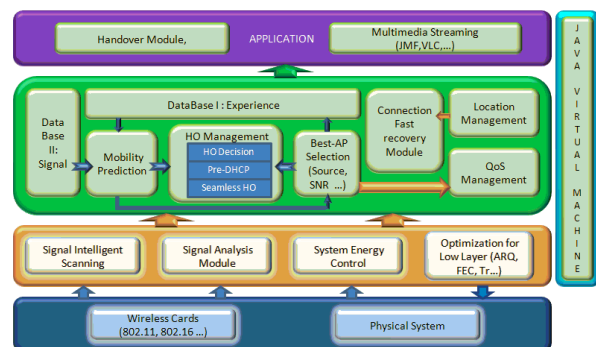 Handover Module,
APPLICATION
Multimedia Streaming
(JMF,VLC,...)
JAVA VIRTUAL MACHINE
Data
Base
II:
Signal
DataBase I : Experience
Mobility
Prediction
HO Management
HO Decision
Pre-DHCP
Seamless HO
Best-AP
Selection
(Source,
SNR ...)
Connection
Fast
recovery
Module
Location
Management
QoS
Management
Signal Intelligent
Scanning
Signal Analysis
Module
System Energy
Control
Optimization for
Low Layer (ARQ,
FEC, Tr...)
Wireless Cards
(802.11, 802.16 ...)
Physical System